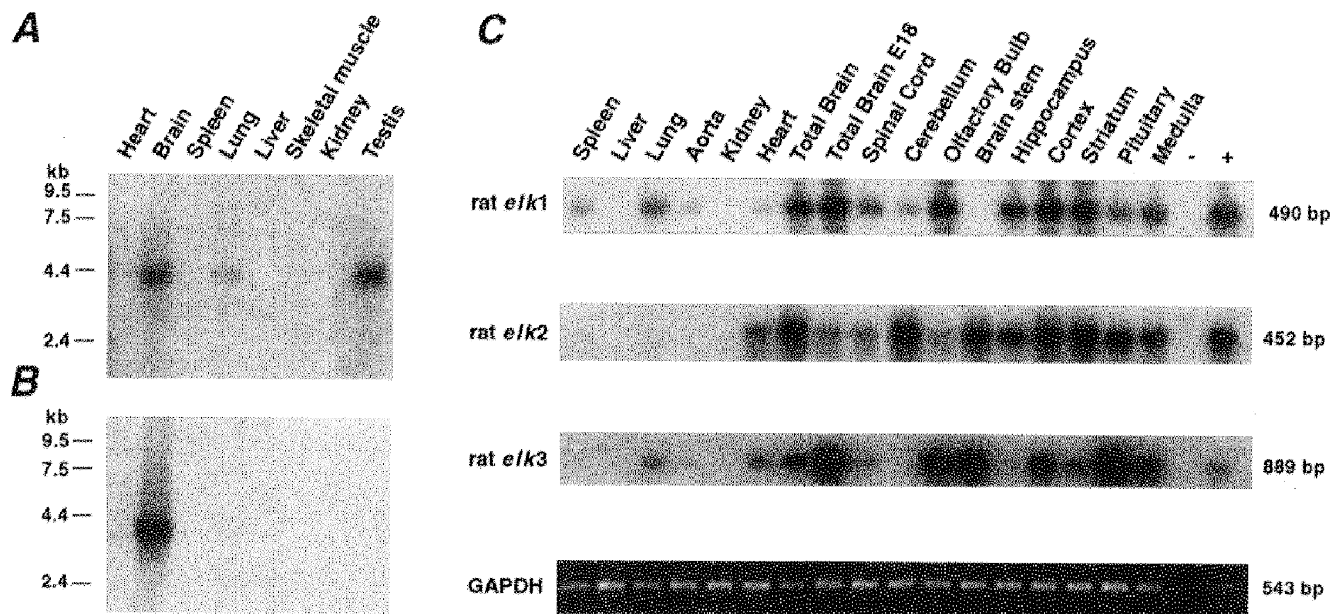 A
Heart
Brain
Spleen
Lung
Liver
Skeletal muscle
Kidney
Testis
kb
9.5
7.5
4.4
2.4
B
kb
9.5
7.5
4.4
2.4
C
Spleen
Liver
Lung
Aorta
Kidney
Heart
Total Brain
Total Brain E18
Spinal Cord
Cerebellum
Olfactory Bulb
Brain stem
Hippocampus
Cortex
Striatum
Pituitary
Medulla
-
+
rat elk1
490 bp
rat elk2
452 bp
rat elk3
889 bp
GAPDH
543 bp